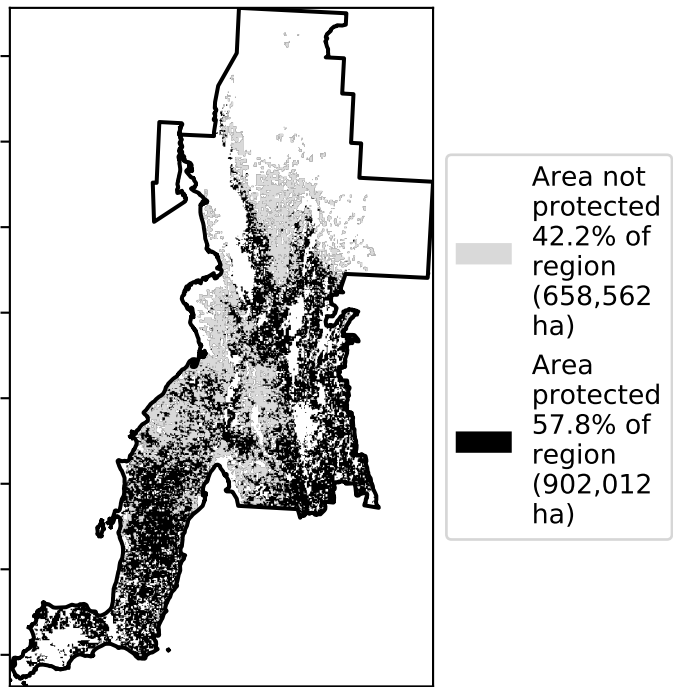 Area not
protected
42.2% of
region
(658,562
ha)
Area
protected
57.8% of
region
(902,012
ha)